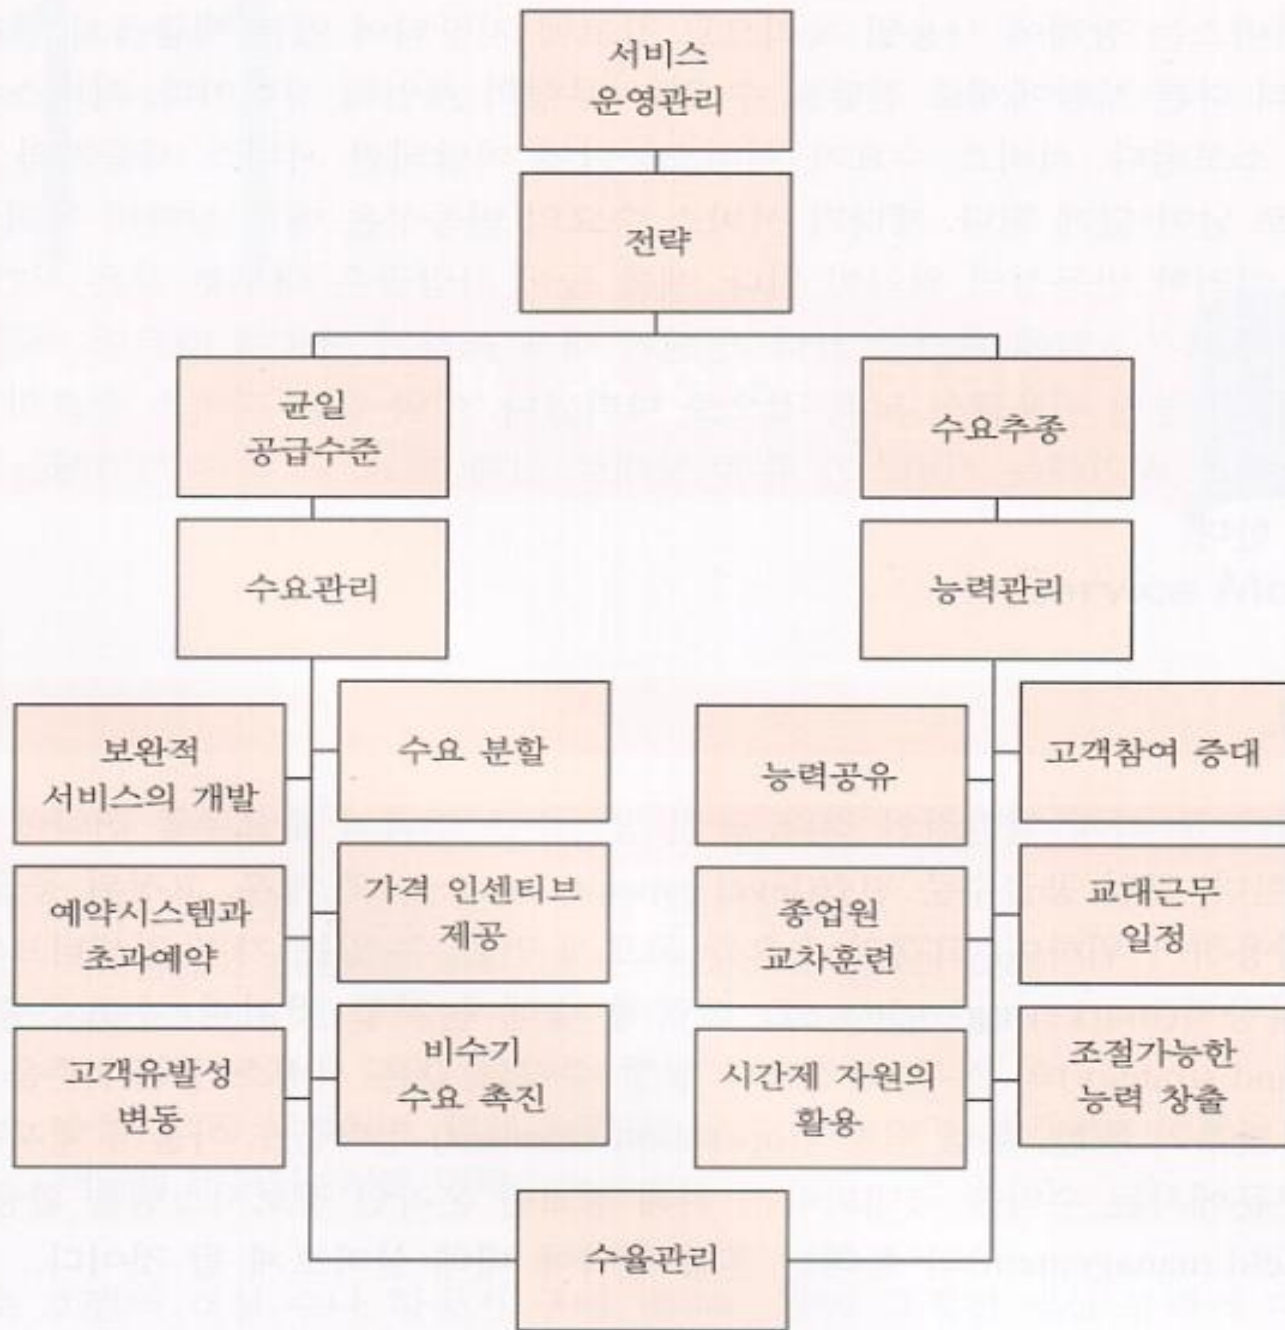 서비스
운영관리
전략
균일
공급수준
수요추종
수요관리
능력관리
보완적
서비스의 개발
수요 분할
능력공유
고객참여 증대
예약시스템과
초과예약
가격 인센티브
제공
종업원
교차훈련
교대근무
일정
고객유발성
변동
비수기
수요 촉진
시간제 자원의
활용
조절가능한
능력 창출
수율관리